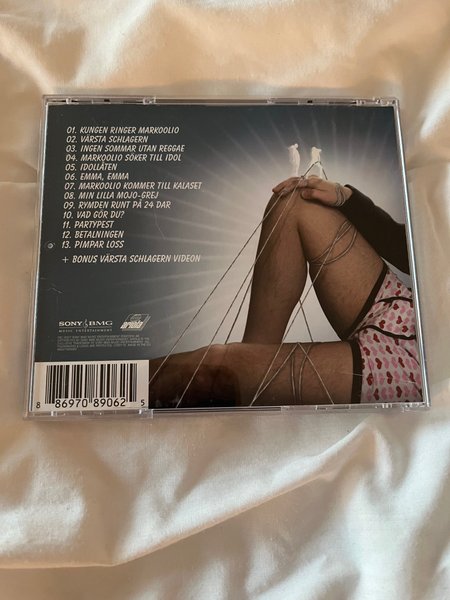 01. KUNGEN RINGER MARKOOLIO
02. VÄRSTA SCHLAGERN
03. INGEN SOMMAR UTAN REGGAE
04. MARKOOLIO SÖKER TILL IDOL
05. IDOLLÅTEN
06. EMMA, EMMA
07. MARKOOLIO KOMMER TILL KALASET
08. MIN LILLA MOJO-GREJ
09. RYMDEN RUNT PÅ 24 DAR
10. VAD GÖR DU?
11. PARTYPEST
12. BETALNINGEN
13. PIMPAR LOSS
+ BONUS VÄRSTA SCHLAGERN VIDEON
SONY BMG
MUSIC ENTERTAINMENT
8 86970 89062 5